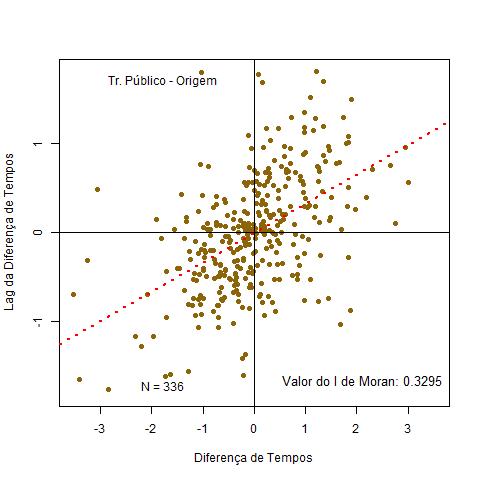 Tr. Público - Origem
Lag da Diferença de Tempos
1
0
-1
N = 336
Valor do I de Moran: 0.3295
-3 -2 -1 0 1 2 3
Diferença de Tempos